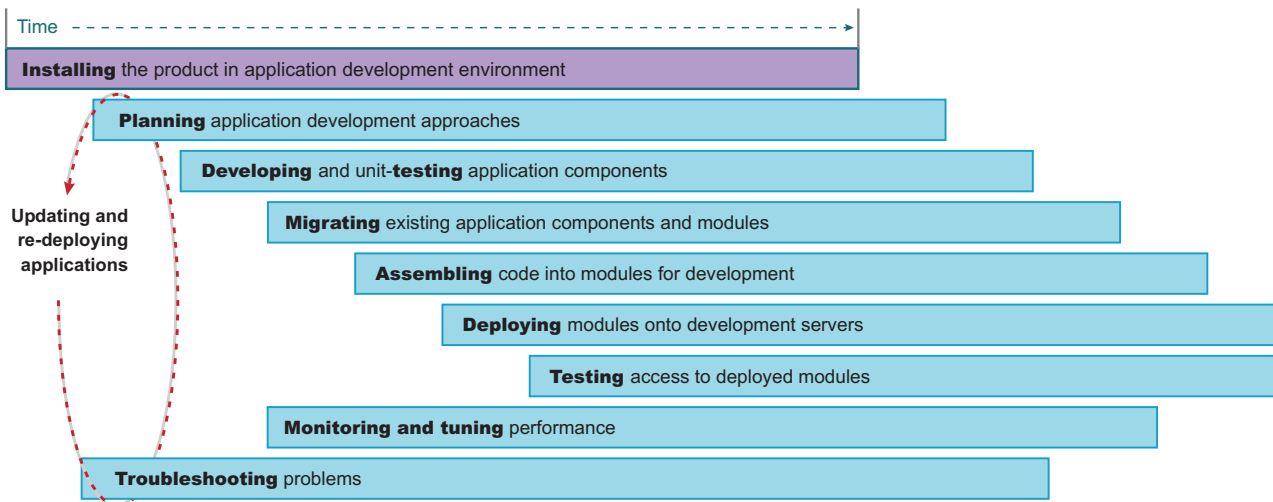 Time
Installing the product in application development environment
Planning application development approaches
Developing and unit-testing application components
Updating and
re-deploying
applications
Migrating existing application components and modules
Assembling code into modules for development
Deploying modules onto development servers
Testing access to deployed modules
Monitoring and tuning performance
Troubleshooting problems